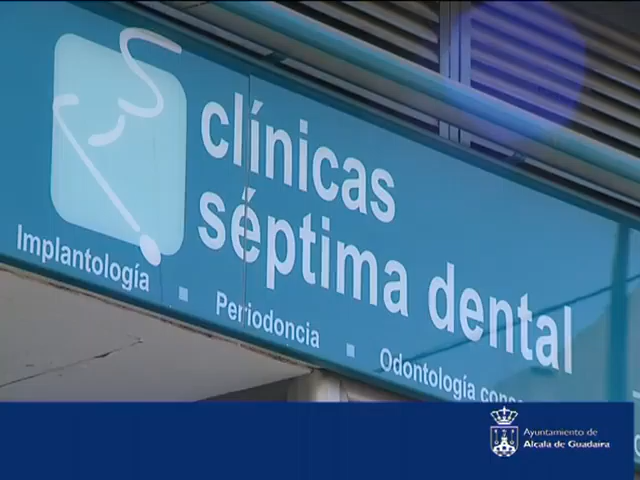 clínicas
séptima dental
Implantología ▪ Periodoncia ▪ Odontología
Ayuntamiento de
Alcalá de Guadaíra